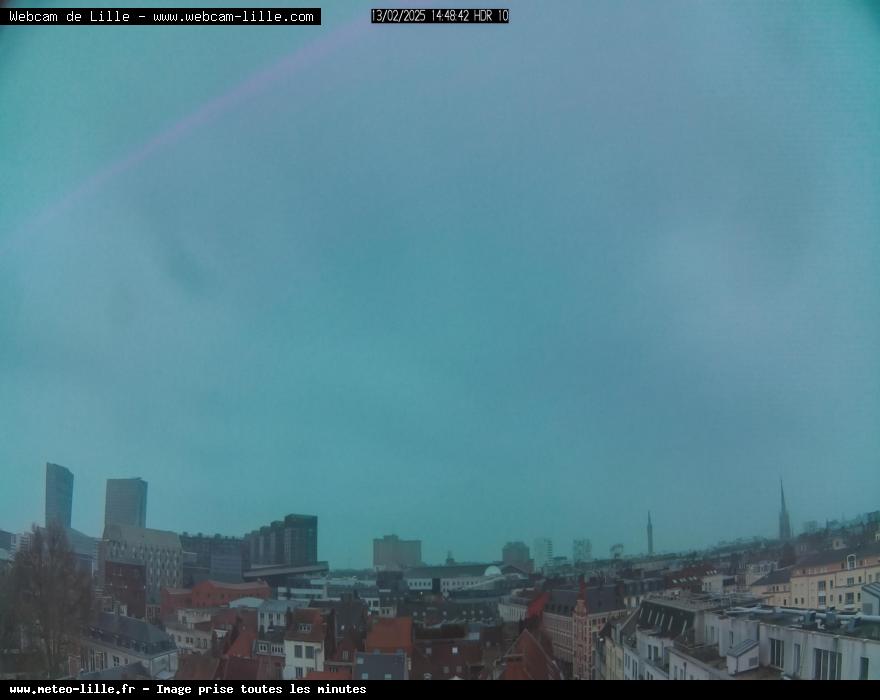 Webcam de Lille - www.webcam-lille.com
13/02/2025 14:48:42 HDR 10
www.meteo-lille.fr - Image prise toutes les minutes